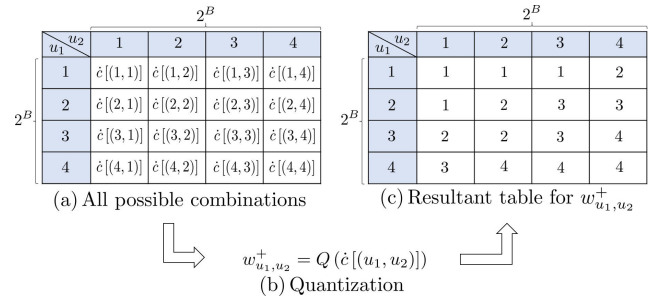 2^B 2^B
u_1 u_2 1 2 3 4 u_1 u_2 1 2 3 4
1 ċ[(1,1)] ċ[(1,2)] ċ[(1,3)] ċ[(1,4)] 1 1 1 1 2
2^B 2 ċ[(2,1)] ċ[(2,2)] ċ[(2,3)] ċ[(2,4)] 2^B 2 1 2 3 3
3 ċ[(3,1)] ċ[(3,2)] ċ[(3,3)] ċ[(3,4)] 3 2 2 3 4
4 ċ[(4,1)] ċ[(4,2)] ċ[(4,3)] ċ[(4,4)] 4 3 4 4 4
(a) All possible combinations (c) Resultant table for w^+_{u_1,u_2}
w^+_{u_1,u_2} = Q (ċ [(u_1, u_2)])
(b) Quantization